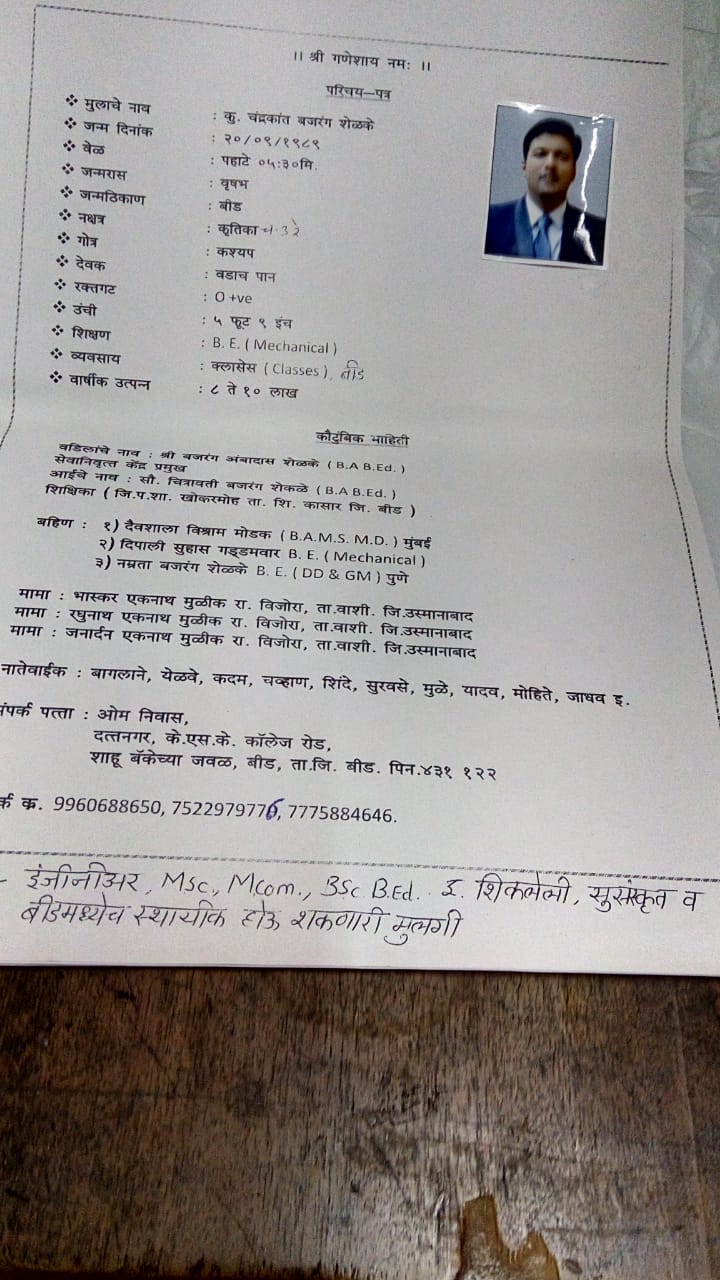 ।। श्री गणेशाय नमः ।।
परिचय—पत्र
❖ मुलाचे नाव : कु. चंद्रकांत बजरंग शेळके
❖ जन्म दिनांक : २०/०९/१९८९
❖ वेळ : पहाटे ०५:३०मि.
❖ जन्मरास : वृषभ
❖ जन्मठिकाण : बीड
❖ नक्षत्र : कृतिका
❖ गोत्र : कश्यप
❖ देवक : वडाच पान
❖ रक्तगट : O +ve
❖ उंची : ५ फूट ९ इंच
❖ शिक्षण : B. E. ( Mechanical )
❖ व्यवसाय : क्लासेस ( Classes ), बीड
❖ वार्षीक उत्पन्न : ८ ते १० लाख
कौटुंबिक माहिती
वडिलांचे नाव : श्री बजरंग अंबादास शेळके ( B.A B.Ed. )
सेवानिवृत्त केंद्र प्रमुख
आईचे नाव : सौ. चित्रावती बजरंग शेकळे ( B.A B.Ed. )
शिक्षिका ( जि.प.शा. खोकरमोह ता. शि. कासार जि. बीड )
बहिण : १) दैवशाला विश्राम मोडक ( B.A.M.S. M.D. ) मुंबई
२) दिपाली सुहास गड्डमवार B. E. ( Mechanical )
३) नम्रता बजरंग शेळके B. E. ( DD & GM ) पुणे
मामा : भास्कर एकनाथ मुळीक रा. विजोरा, ता.वाशी. जि.उस्मानाबाद
मामा : रघुनाथ एकनाथ मुळीक रा. विजोरा, ता.वाशी. जि.उस्मानाबाद
मामा : जनार्दन एकनाथ मुळीक रा. विजोरा, ता.वाशी. जि.उस्मानाबाद
नातेवाईक : बागलाने, येळवे, कदम, चव्हाण, शिंदे, सुरवसे, मुळे, यादव, मोहिते, जाधव इ.
संपर्क पत्ता : ओम निवास,
दत्तनगर, के.एस.के. कॉलेज रोड,
शाहू बॅकेच्या जवळ, बीड, ता.जि. बीड. पिन.४३१ १२२
र्क क्र. 9960688650, 7522979776, 7775884646.
- इंजीनीअर, MSc., M.com., BSc B.Ed. इ. शिकलेली, सुसंस्कृत व
बीडमध्येच स्थायीक होऊ शकणारी मुलगी